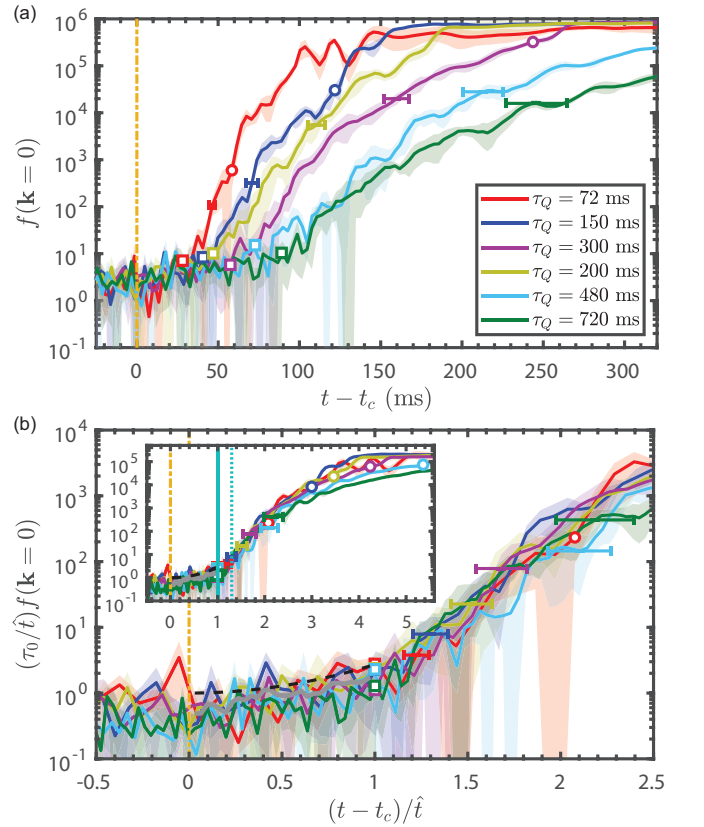 (a)
10^6
10^5
10^4
10^3
10^2
10^1
10^0
10^-1
f(k = 0)
τ_Q = 72 ms
τ_Q = 150 ms
τ_Q = 300 ms
τ_Q = 200 ms
τ_Q = 480 ms
τ_Q = 720 ms
0 50 100 150 200 250 300
t − t_c (ms)
(b)
10^4
10^3
10^2
10^1
10^0
10^-1
(τ_0/t̂)f(k = 0)
10^5
10^4
10^3
10^2
10^1
10^0
10^-1
0 1 2 3 4 5
-0.5 0 0.5 1 1.5 2 2.5
(t − t_c)/t̂